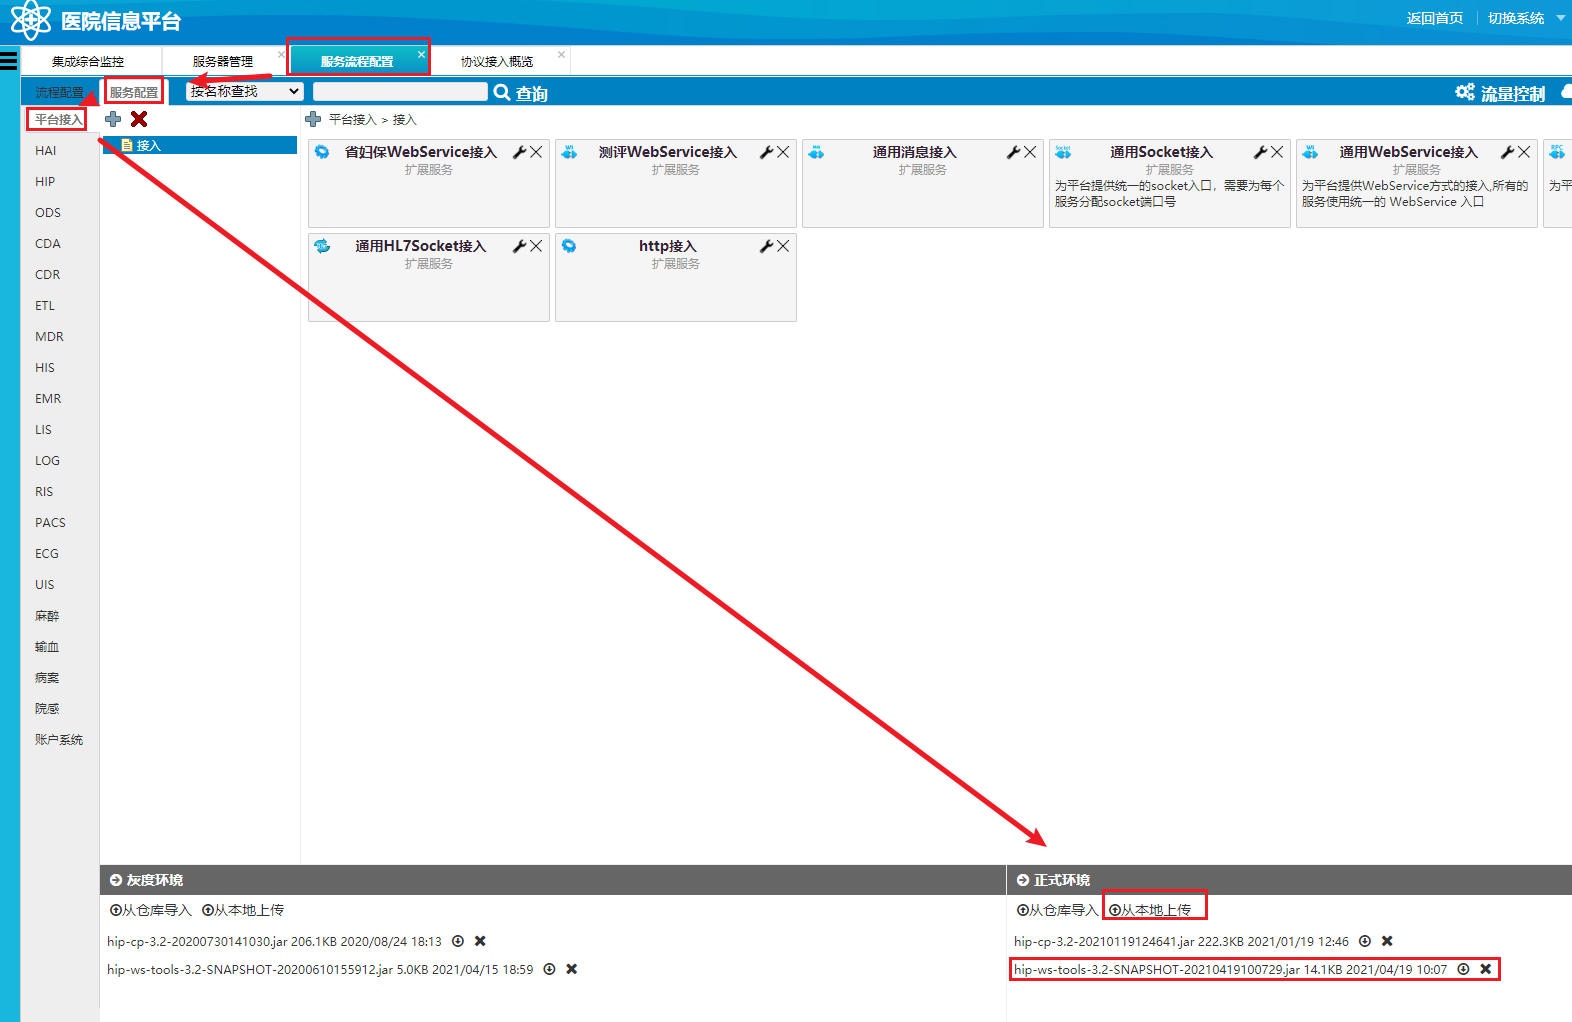 医院信息平台
返回首页 切换系统
集成综合监控 服务器管理 服务流程配置 协议接入概览
流程配置 服务配置 按名称查找 查询 流量控制
平台接入 平台接入 > 接入
接入
HAI
HIP
ODS
CDA
CDR
ETL
MDR
HIS
EMR
LIS
LOG
RIS
PACS
ECG
UIS
麻醉
输血
病案
院感
账户系统
省妇保WebService接入
扩展服务
测评WebService接入
扩展服务
通用消息接入
扩展服务
Socket
通用Socket接入
扩展服务
为平台提供统一的socket入口，需要为每个
服务分配socket端口号
通用WebService接入
扩展服务
为平台提供WebService方式的接入,所有的
服务使用统一的 WebService 入口
RPC
为平
通用HL7Socket接入
扩展服务
http接入
扩展服务
灰度环境
从仓库导入 从本地上传
hip-cp-3.2-20200730141030.jar 206.1KB 2020/08/24 18:13
hip-ws-tools-3.2-SNAPSHOT-20200610155912.jar 5.0KB 2021/04/15 18:59
正式环境
从仓库导入 从本地上传
hip-cp-3.2-20210119124641.jar 222.3KB 2021/01/19 12:46
hip-ws-tools-3.2-SNAPSHOT-20210419100729.jar 14.1KB 2021/04/19 10:07